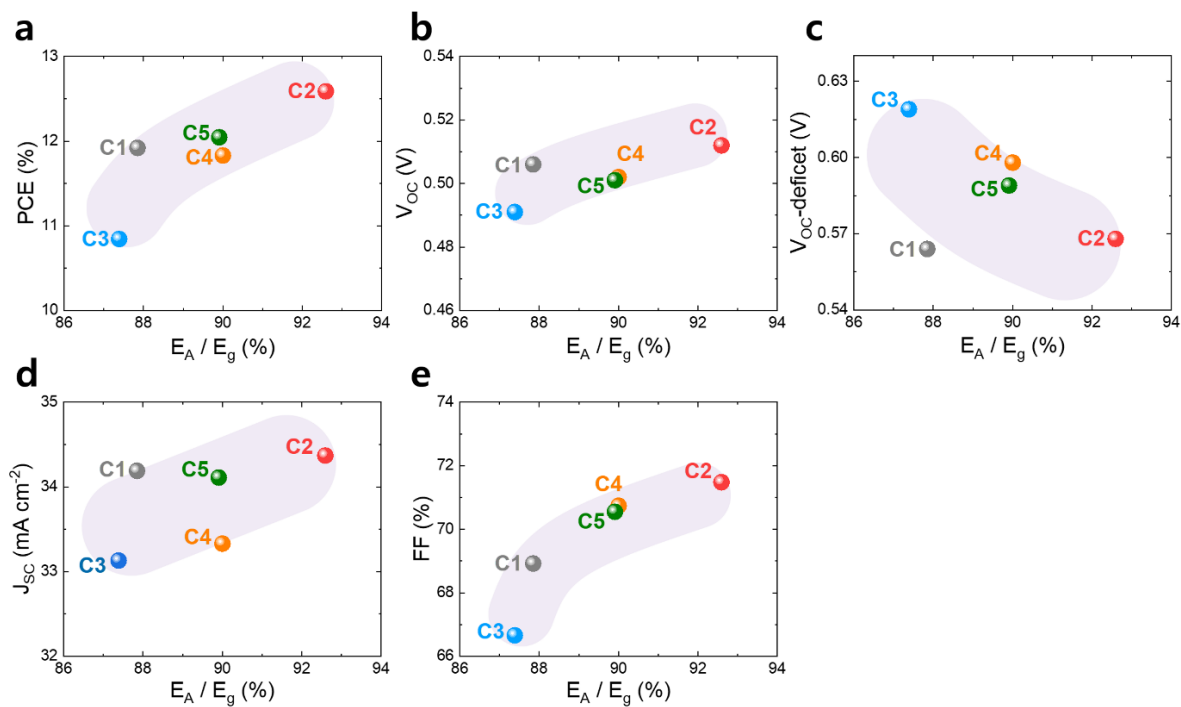 a
13
12
11
10
PCE (%)
C1
C2
C3
C4
C5
86 88 90 92 94
E_A / E_g (%)
b
0.54
0.52
0.50
0.48
0.46
V_OC (V)
C1
C2
C3
C4
C5
86 88 90 92 94
E_A / E_g (%)
c
0.63
0.60
0.57
0.54
V_OC-deficet (V)
C3
C4
C5
C1
C2
86 88 90 92 94
E_A / E_g (%)
d
35
34
33
32
J_SC (mA cm⁻²)
C1
C5
C2
C4
C3
86 88 90 92 94
E_A / E_g (%)
e
74
72
70
68
66
FF (%)
C4
C2
C5
C1
C3
86 88 90 92 94
E_A / E_g (%)